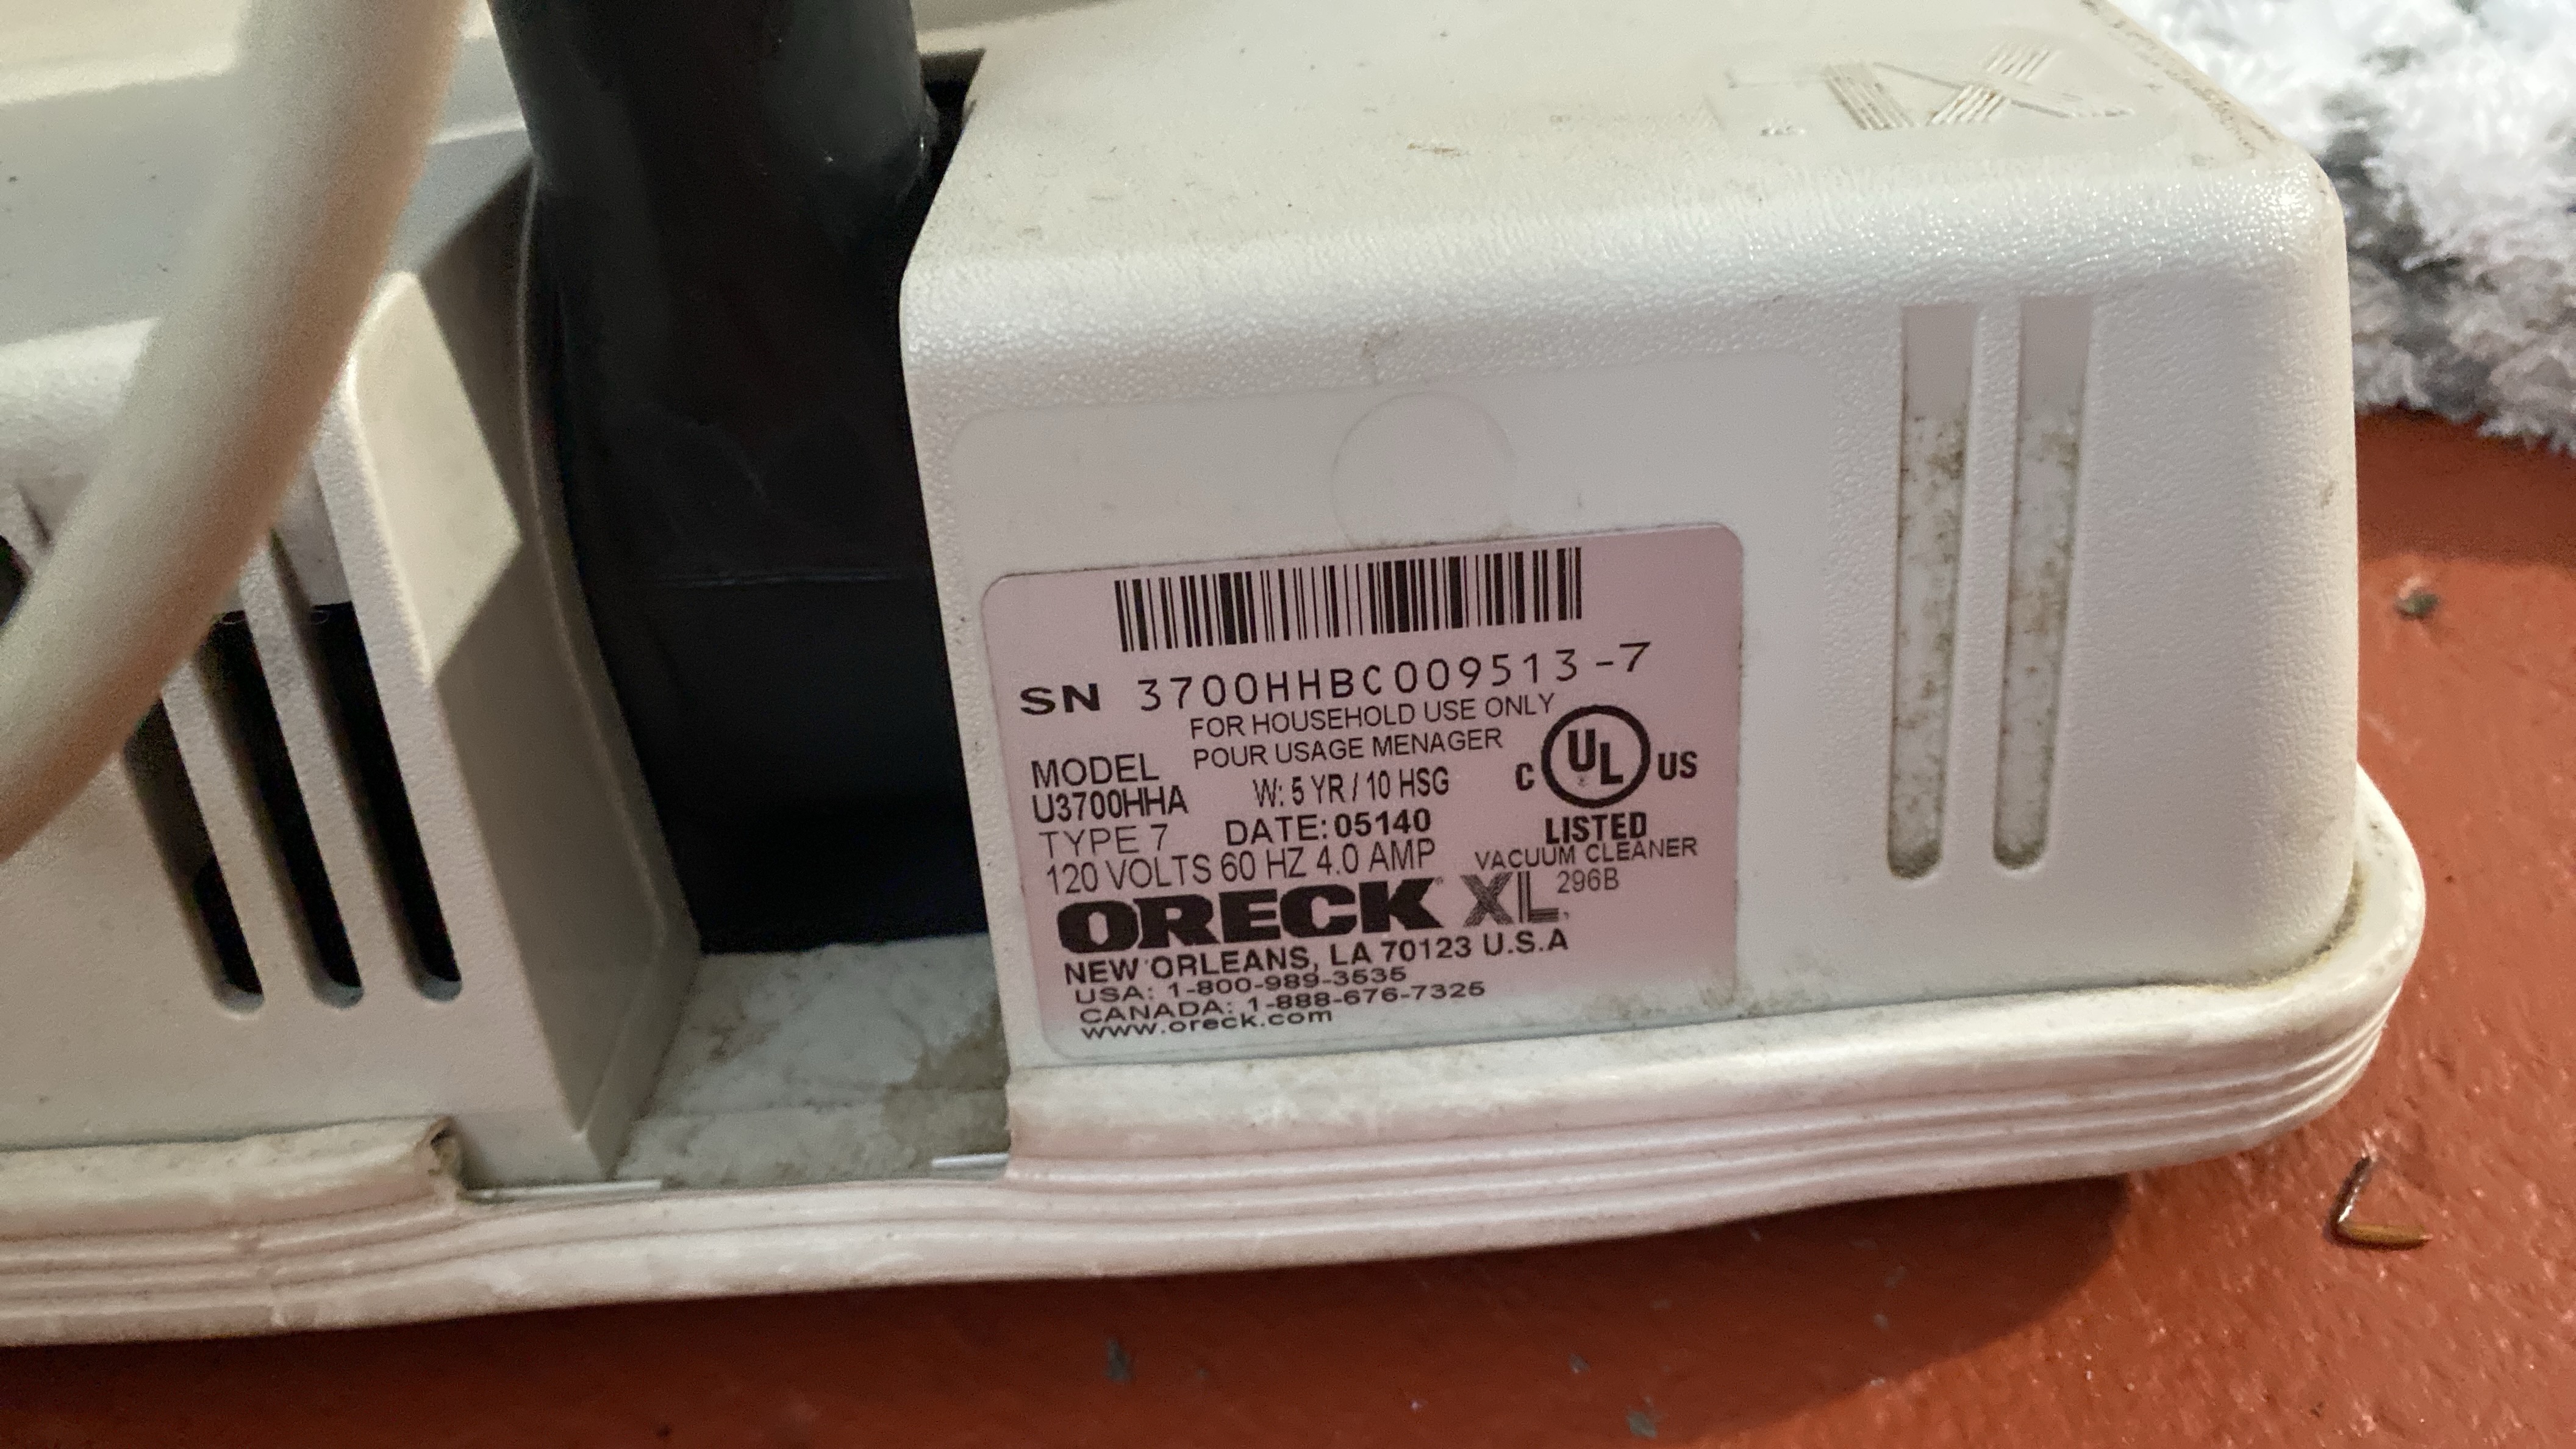 XL
SN 3700HHBC009513-7
FOR HOUSEHOLD USE ONLY
POUR USAGE MENAGER
MODEL
U3700HHA
W: 5 YR / 10 HSG
TYPE 7
DATE: 05140
120 VOLTS 60 HZ 4.0 AMP
C UL US
LISTED
VACUUM CLEANER
296B
ORECK XL
NEW ORLEANS, LA 70123 U.S.A
USA: 1-800-989-3535
CANADA: 1-888-676-7325
www.oreck.com